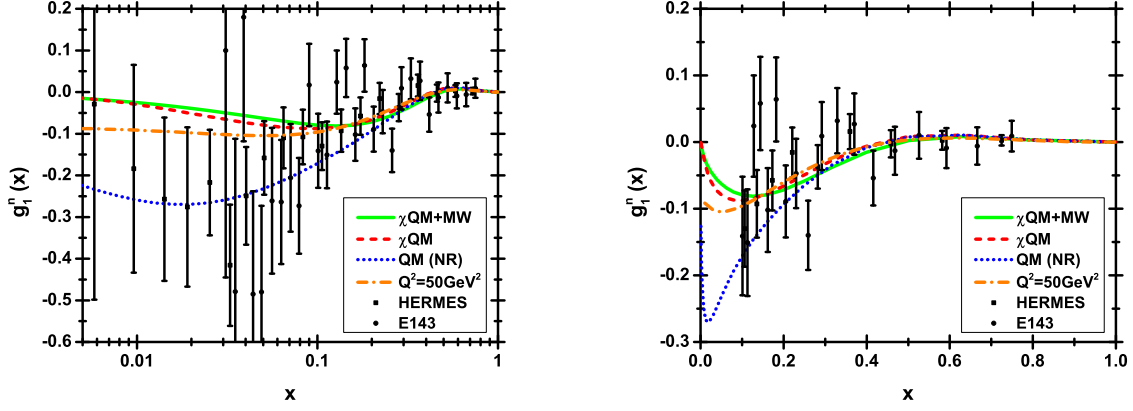 0.2
0.1
0.0
-0.1
-0.2
-0.3
-0.4
-0.5
-0.6
g₁ⁿ (x)
χQM+MW
χQM
QM (NR)
Q²=50GeV²
HERMES
E143
0.01
0.1
1
x
0.2
0.1
0.0
-0.1
-0.2
-0.3
g₁ⁿ (x)
χQM+MW
χQM
QM (NR)
Q²=50GeV²
HERMES
E143
0.0
0.2
0.4
0.6
0.8
1.0
x